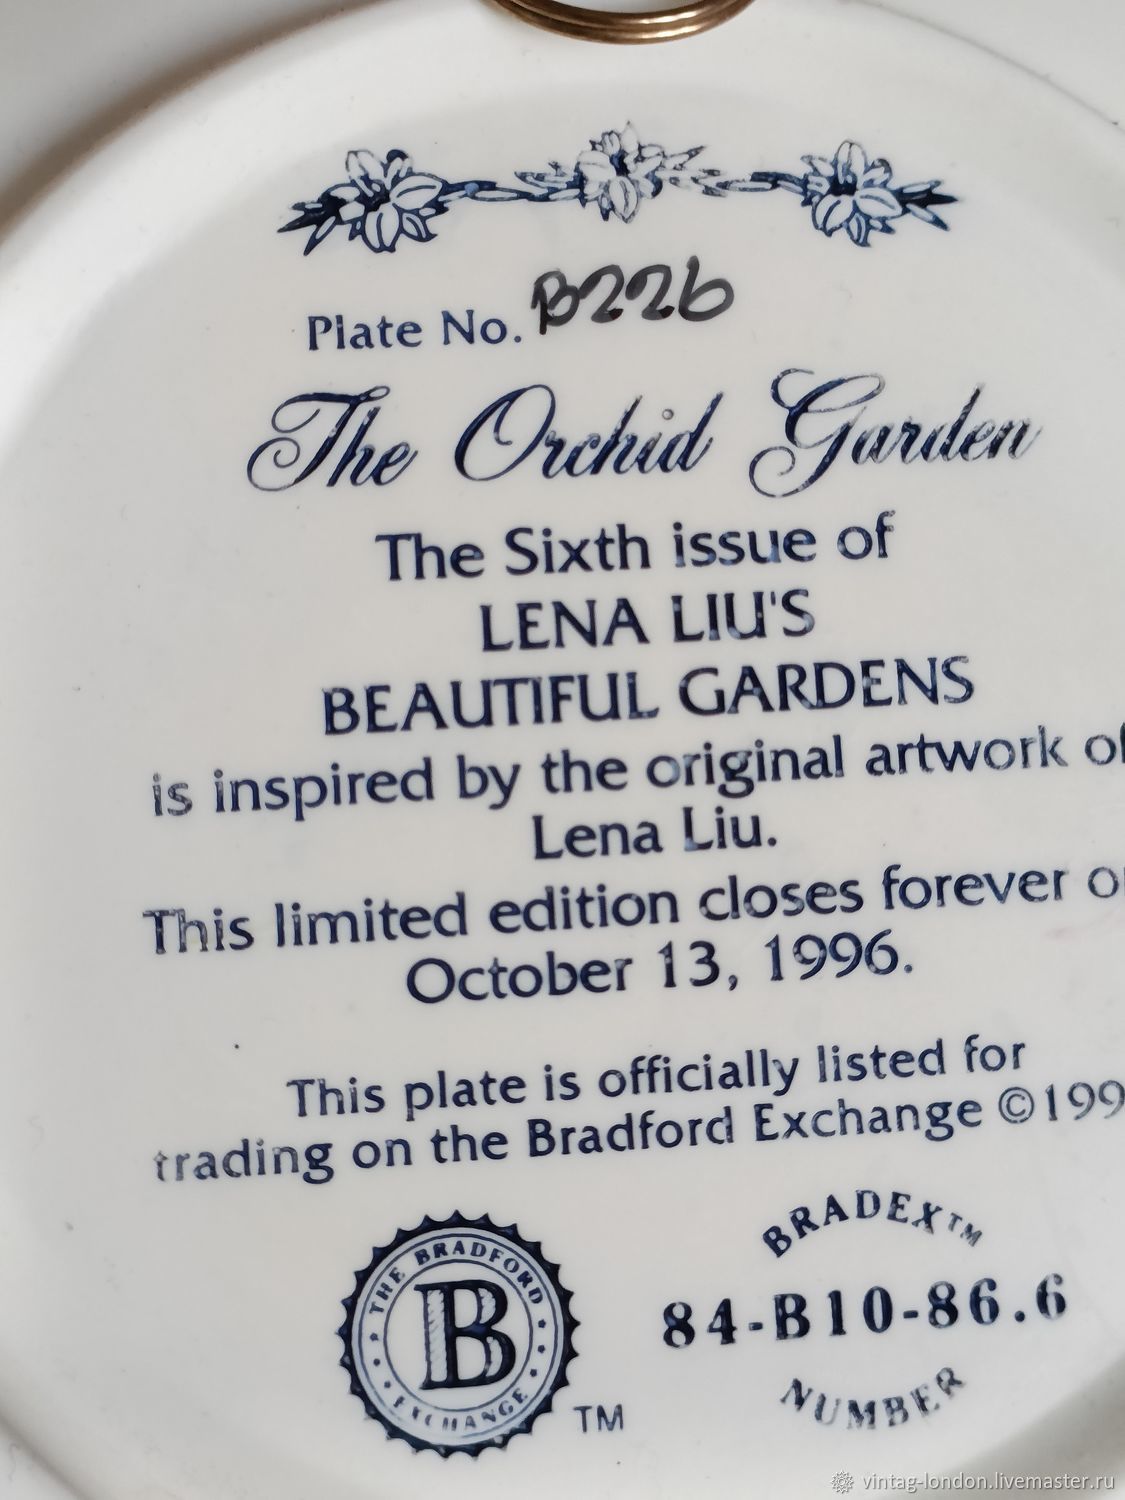 Plate No. B226
The Orchid Garden
The Sixth issue of
LENA LIU'S
BEAUTIFUL GARDENS
is inspired by the original artwork of
Lena Liu.
This limited edition closes forever
October 13, 1996.
This plate is officially listed for
trading on the Bradford Exchange ©199
THE BRADFORD
B
EXCHANGE
TM
BRADEX™
84-B10-86.6
NUMBER
vintag-london.livemaster.ru